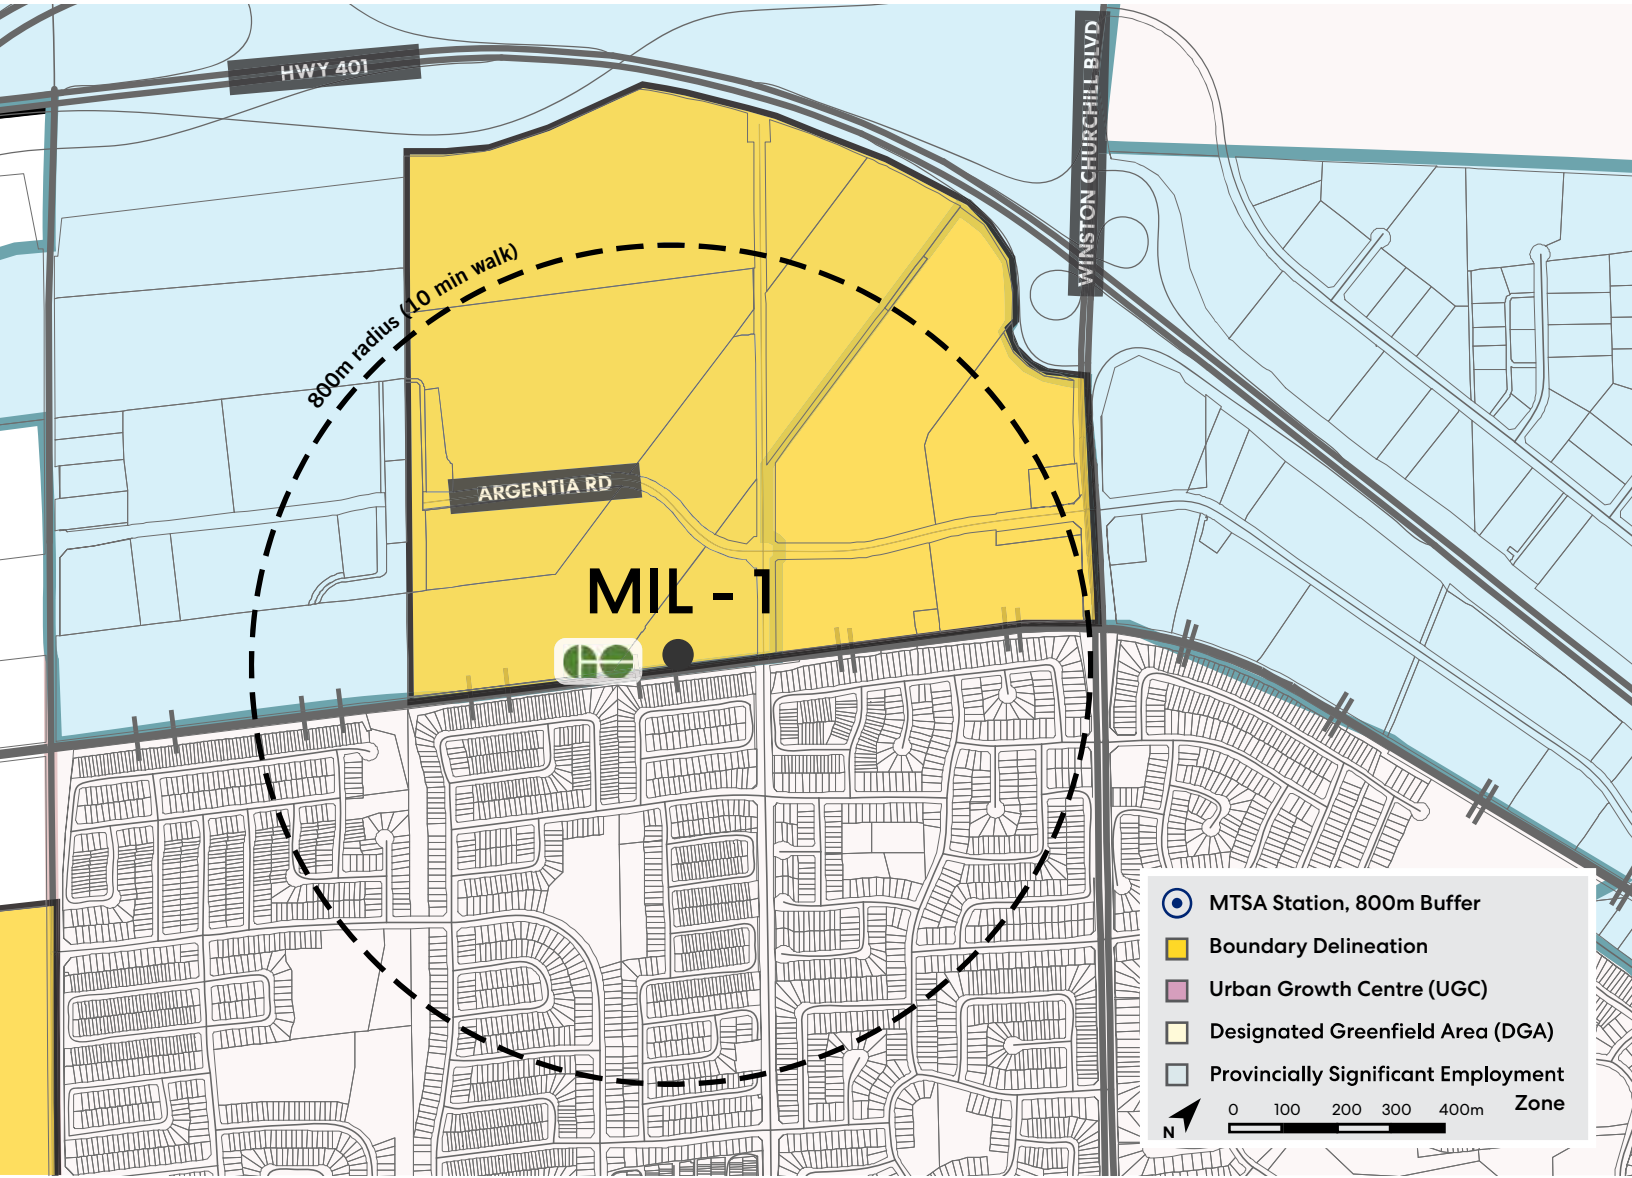 HWY 401
WINSTON CHURCHILL BLVD
800m radius (10 min walk)
ARGENTIA RD
MIL - 1
GO
MTSA Station, 800m Buffer
Boundary Delineation
Urban Growth Centre (UGC)
Designated Greenfield Area (DGA)
Provincially Significant Employment
Zone
N
0 100 200 300 400m